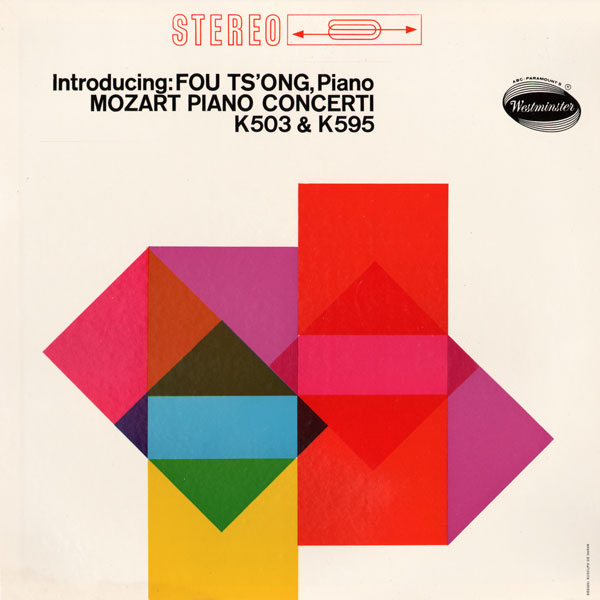 STEREO
Introducing: FOU TS'ONG, Piano
MOZART PIANO CONCERTI
K503 & K595
ABC-PARAMOUNT'S
Westminster
®